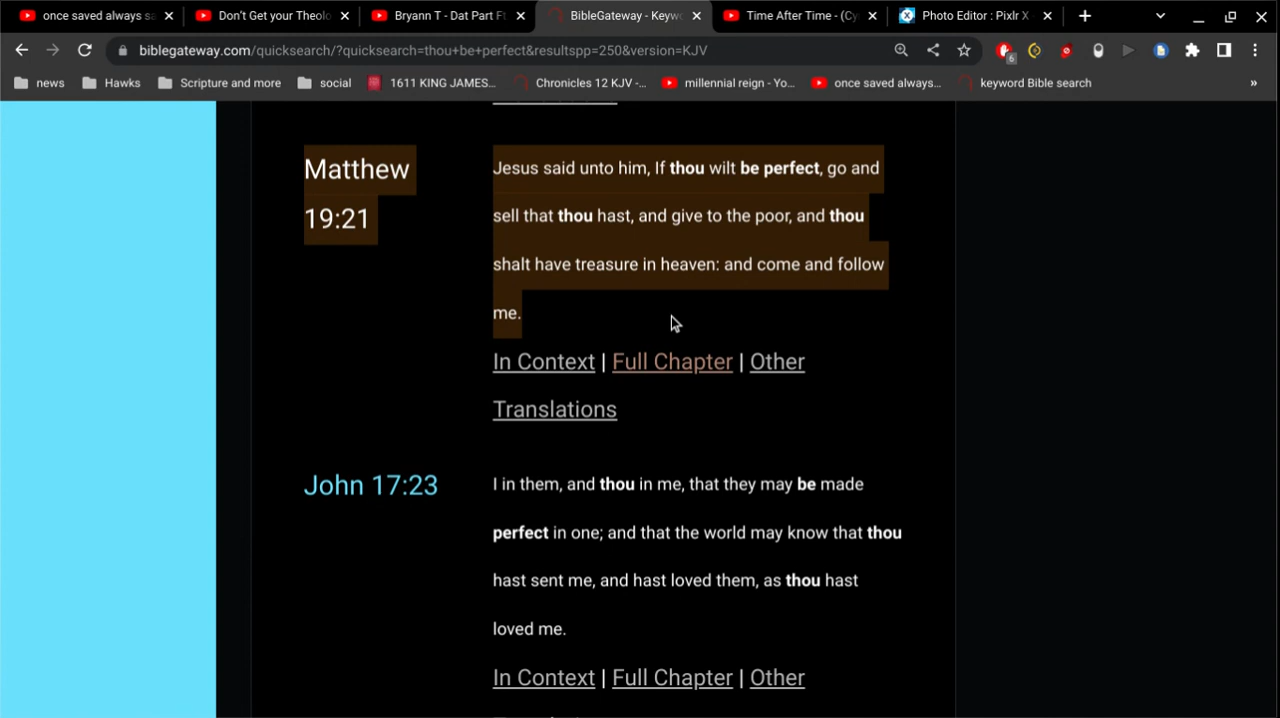 once saved always sa
Don't Get your Theolo
Bryann T - Dat Part Ft
BibleGateway - Keywo
Time After Time - (Cy
Photo Editor : Pixlr X
biblegateway.com/quicksearch/?quicksearch=thou+be+perfect&resultspp=250&version=KJV
6
news
Hawks
Scripture and more
social
1611 KING JAMES...
Chronicles 12 KJV -...
millennial reign - Yo...
once saved always...
keyword Bible search
»
Matthew
19:21
Jesus said unto him, If thou wilt be perfect, go and
sell that thou hast, and give to the poor, and thou
shalt have treasure in heaven: and come and follow
me.
In Context | Full Chapter | Other
Translations
John 17:23
I in them, and thou in me, that they may be made
perfect in one; and that the world may know that thou
hast sent me, and hast loved them, as thou hast
loved me.
In Context | Full Chapter | Other